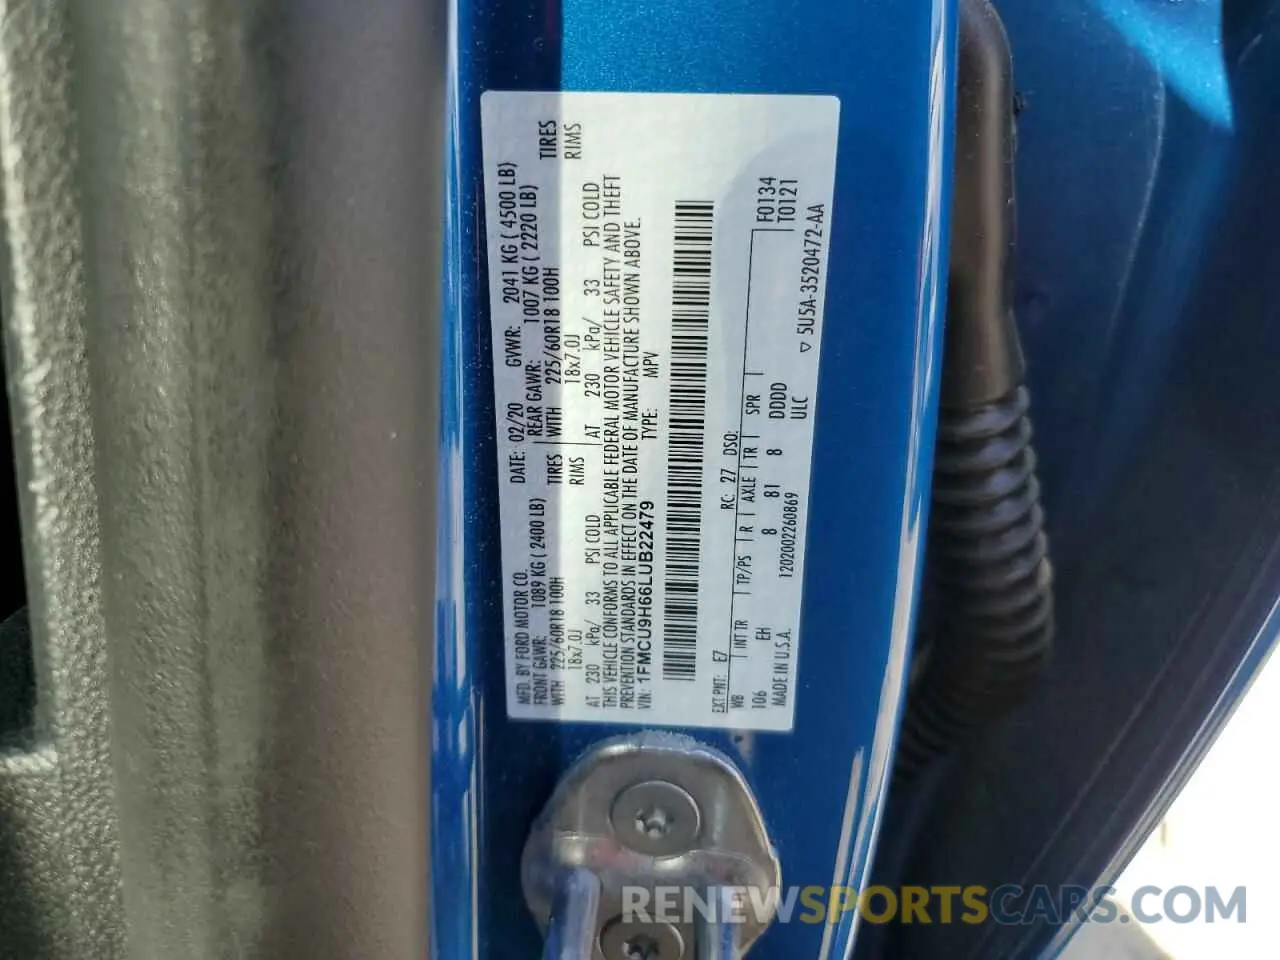 MFD. BY FORD MOTOR CO. DATE: 02/20 GVWR: 2041 KG ( 4500 LB)
FRONT GAWR: 1089 KG ( 2400 LB) REAR GAWR: 1007 KG ( 2220 LB)
WITH 225/60R18 100H TIRES WITH 225/60R18 100H TIRES
18x7.0J RIMS 18x7.0J RIMS
AT 230 kPa/ 33 PSI COLD AT 230 kPa/ 33 PSI COLD
THIS VEHICLE CONFORMS TO ALL APPLICABLE FEDERAL MOTOR VEHICLE SAFETY AND THEFT
PREVENTION STANDARDS IN EFFECT ON THE DATE OF MANUFACTURE SHOWN ABOVE.
VIN: 1FMCU9H66LUB22479 TYPE: MPV
EXT PNT: E7 RC: 27 DSO:
WB INT TR TP/PS R AXLE TR SPR F0134
106 EH 8 81 8 DDDD T0121
MADE IN U.S.A. 1202002260869 ULC ▽ 5U5A-3520472-AA
RENEWSPORTSCARS.COM